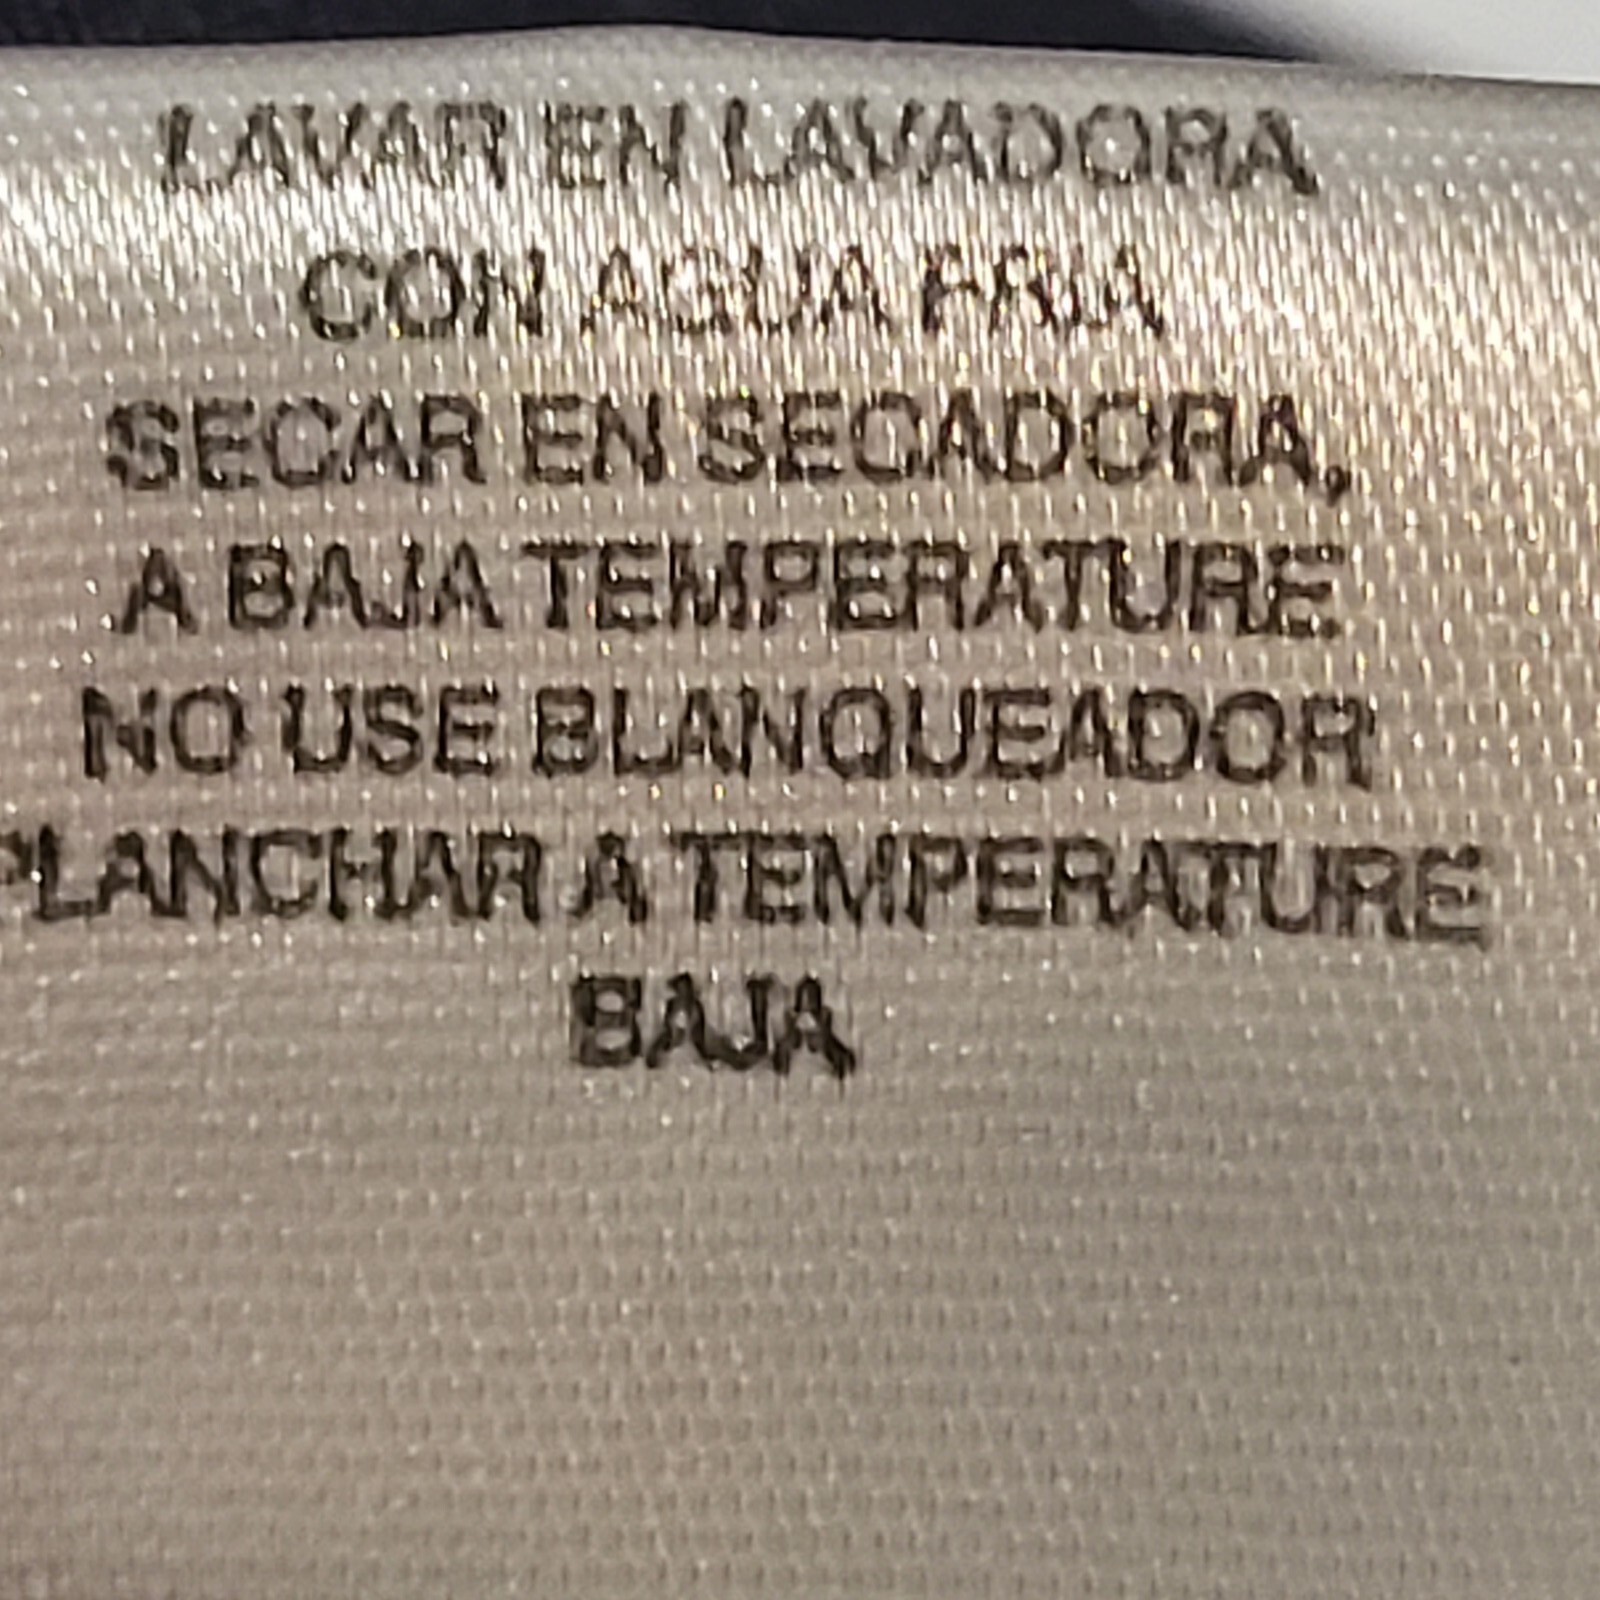 LAVAR EN LAVADORA
CON AGUA FRIA
SECAR EN SECADORA,
A BAJA TEMPERATURE
NO USE BLANQUEADOR
PLANCHAR A TEMPERATURE
BAJA